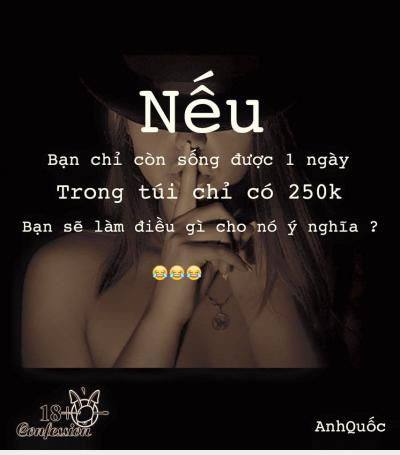 Nếu
Bạn chỉ còn sống được 1 ngày
Trong túi chỉ có 250k
Bạn sẽ làm điều gì cho nó ý nghĩa ?
18+
Confession
AnhQuốc